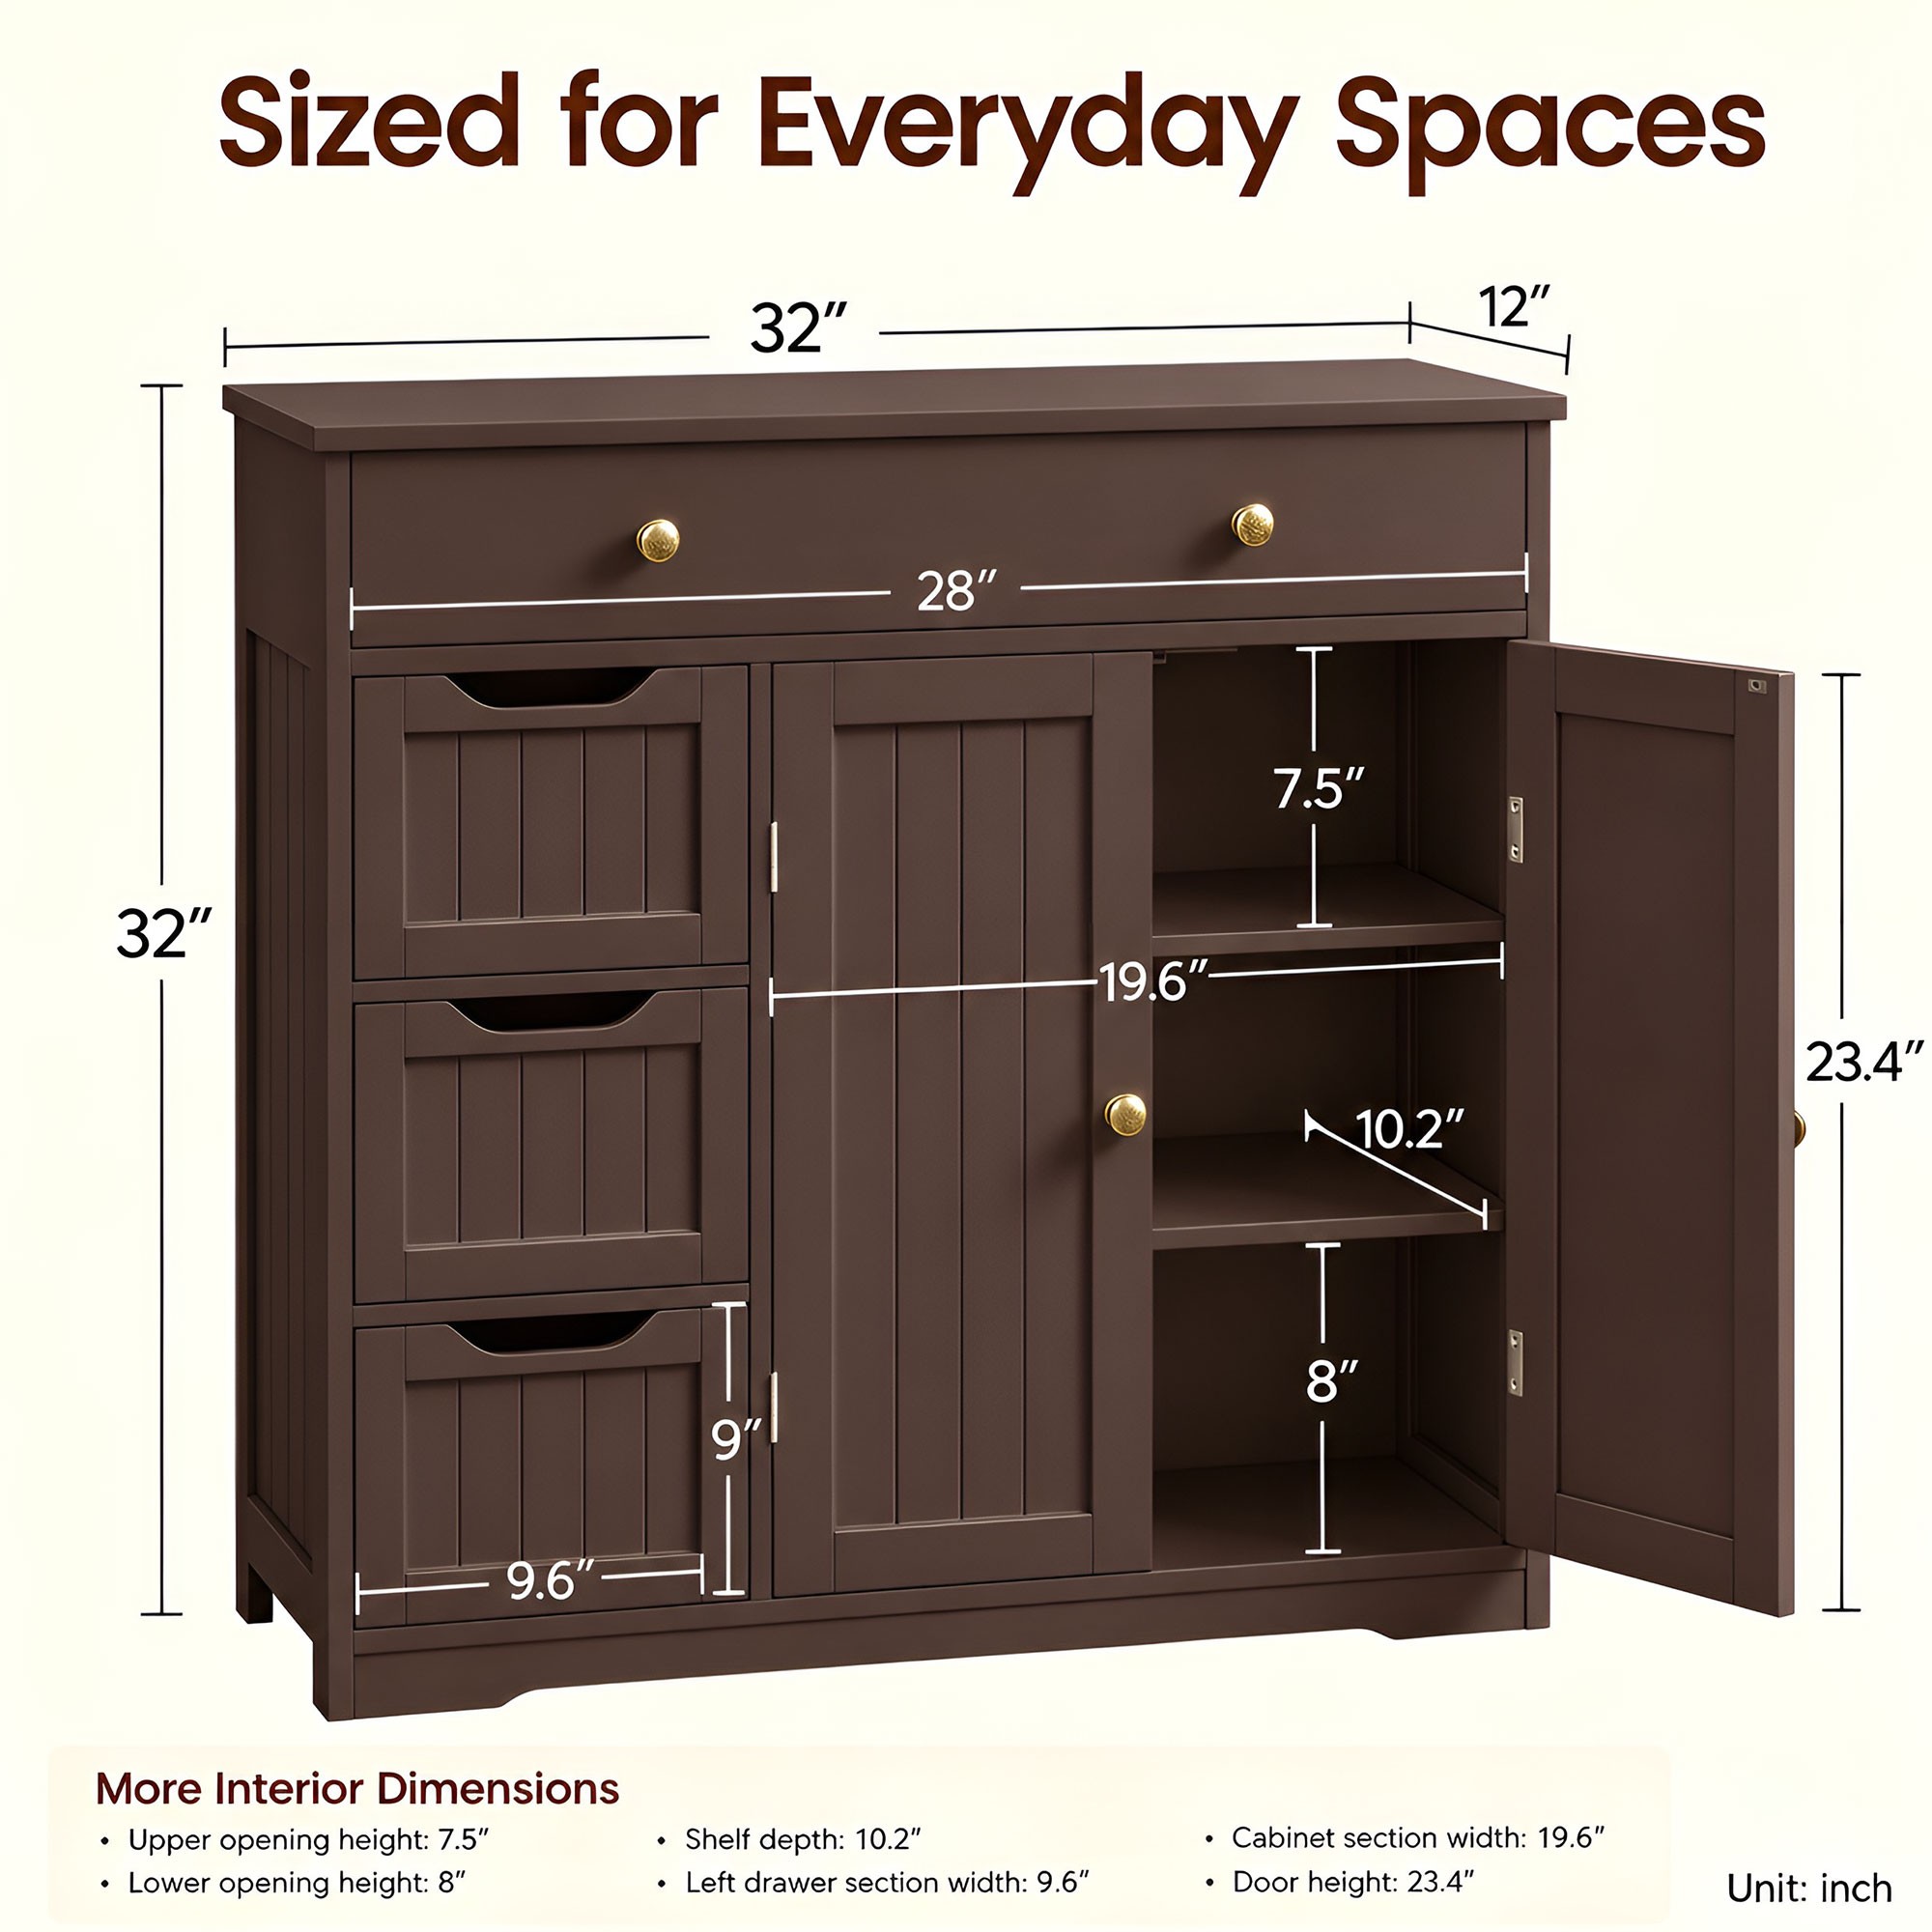 Sized for Everyday Spaces
32″
12″
28″
7.5″
32″
19.6″
23.4″
10.2″
8″
9″
9.6″
More Interior Dimensions
• Upper opening height: 7.5″
• Shelf depth: 10.2″
• Cabinet section width: 19.6″
• Lower opening height: 8″
• Left drawer section width: 9.6″
• Door height: 23.4″
Unit: inch